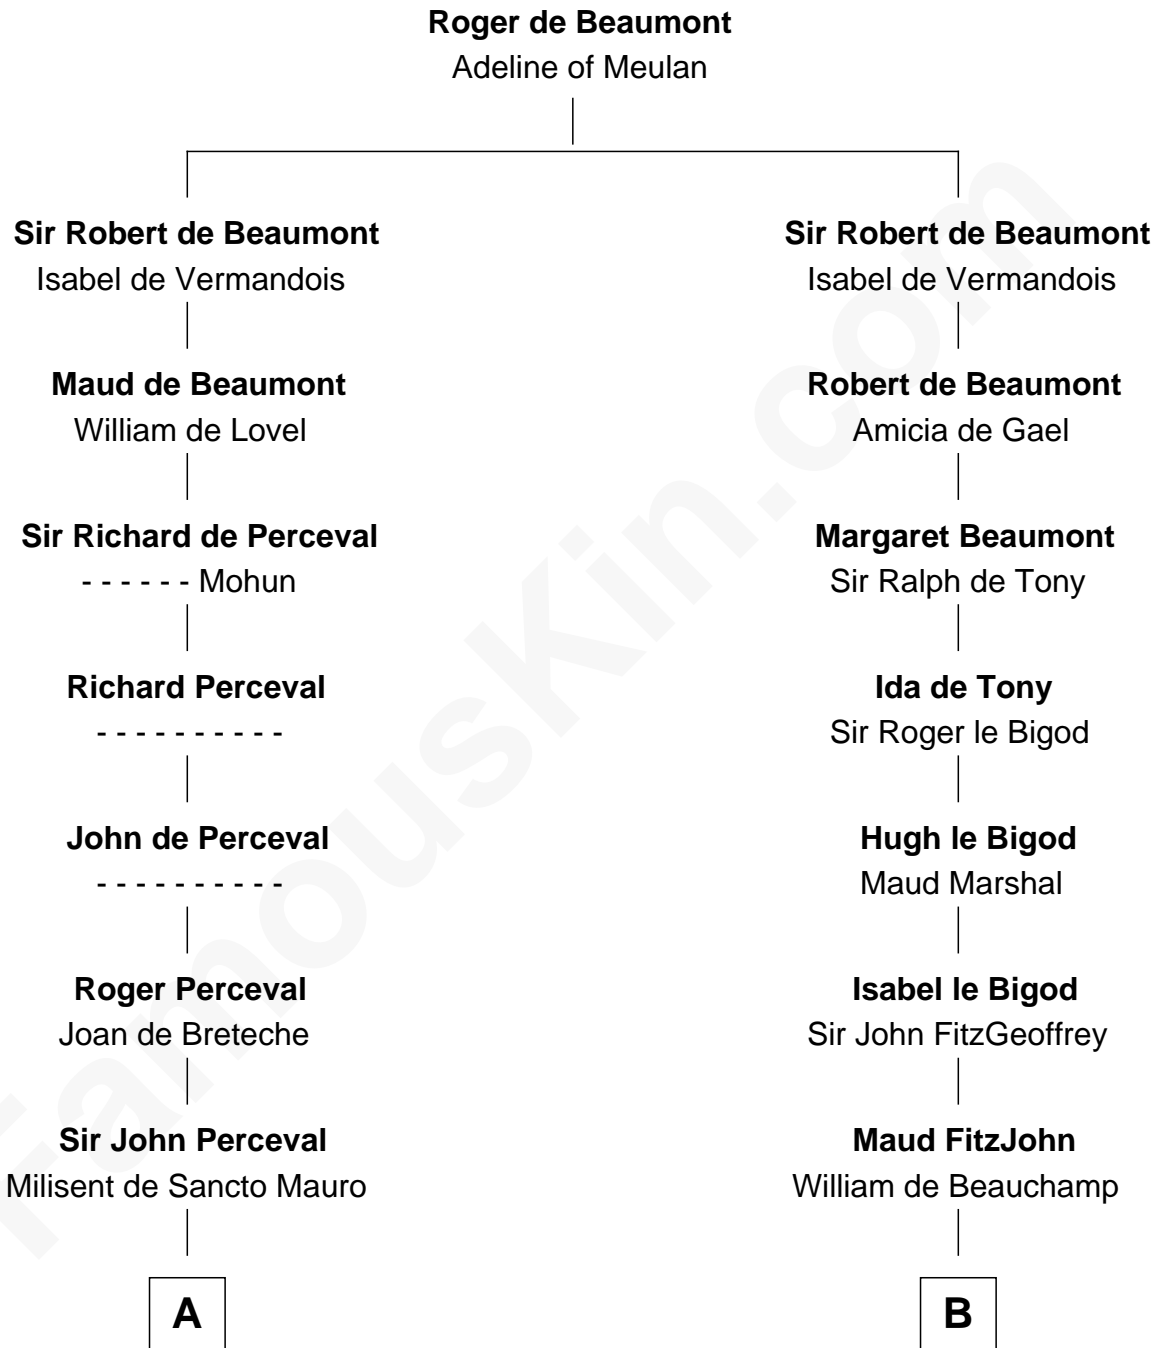 Roger de Beaumont
Adeline of Meulan
Sir Robert de Beaumont
Isabel de Vermandois
Maud de Beaumont
William de Lovel
Sir Richard de Perceval
- - - - - - Mohun
Richard Perceval
- - - - - - - - - -
John de Perceval
- - - - - - - - - -
Roger Perceval
Joan de Breteche
Sir John Perceval
Milisent de Sancto Mauro
A
Sir Robert de Beaumont
Isabel de Vermandois
Robert de Beaumont
Amicia de Gael
Margaret Beaumont
Sir Ralph de Tony
Ida de Tony
Sir Roger le Bigod
Hugh le Bigod
Maud Marshal
Isabel le Bigod
Sir John FitzGeoffrey
Maud FitzJohn
William de Beauchamp
B
FamousKin.com